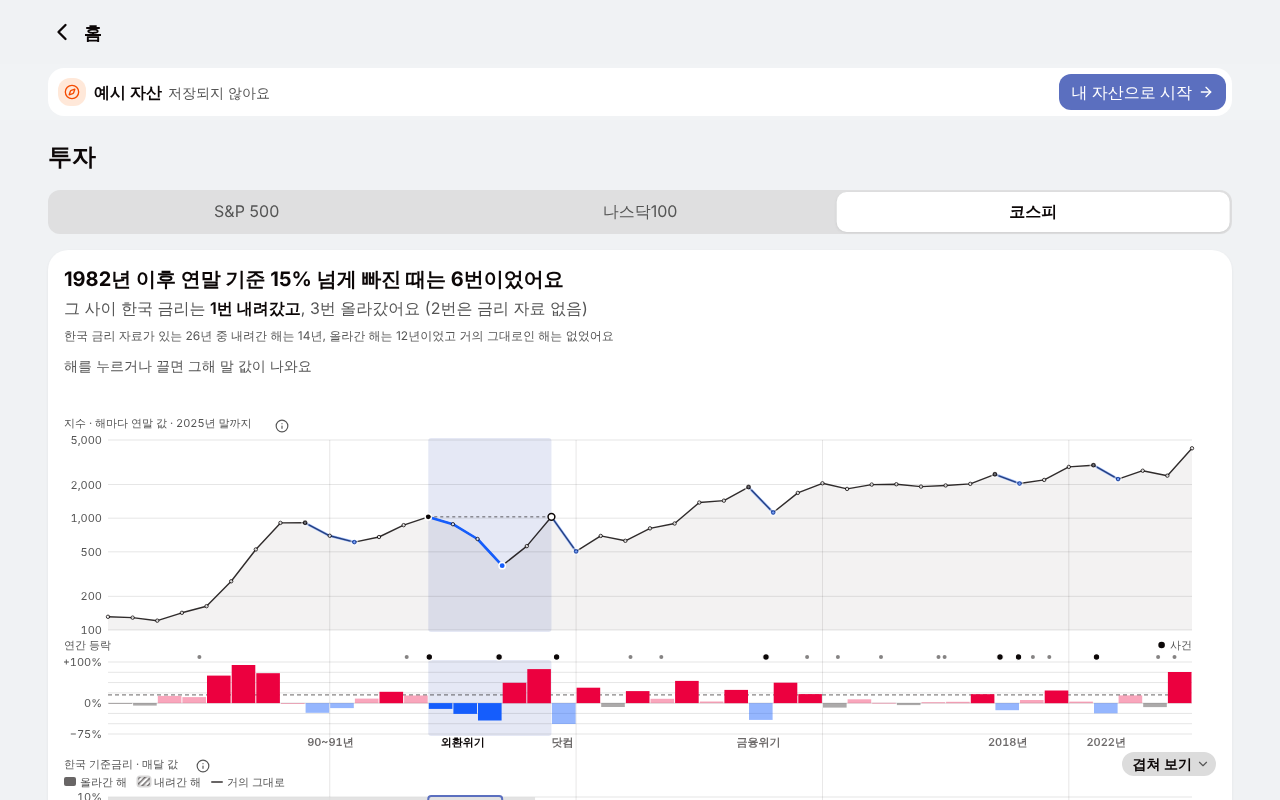 홈
예시 자산 저장되지 않아요
내 자산으로 시작
투자
S&P 500
나스닥100
코스피
1982년 이후 연말 기준 15% 넘게 빠진 때는 6번이었어요
그 사이 한국 금리는 1번 내려갔고, 3번 올라갔어요 (2번은 금리 자료 없음)
한국 금리 자료가 있는 26년 중 내려간 해는 14년, 올라간 해는 12년이었고 거의 그대로인 해는 없었어요
해를 누르거나 끌면 그해 말 값이 나와요
지수 · 해마다 연말 값 · 2025년 말까지
5,000
2,000
1,000
500
200
100
연간 등락
사건
+100%
0%
−75%
90~91년
외환위기
닷컴
금융위기
2018년
2022년
한국 기준금리 · 매달 값
겹쳐 보기
올라간 해 내려간 해 거의 그대로
10%